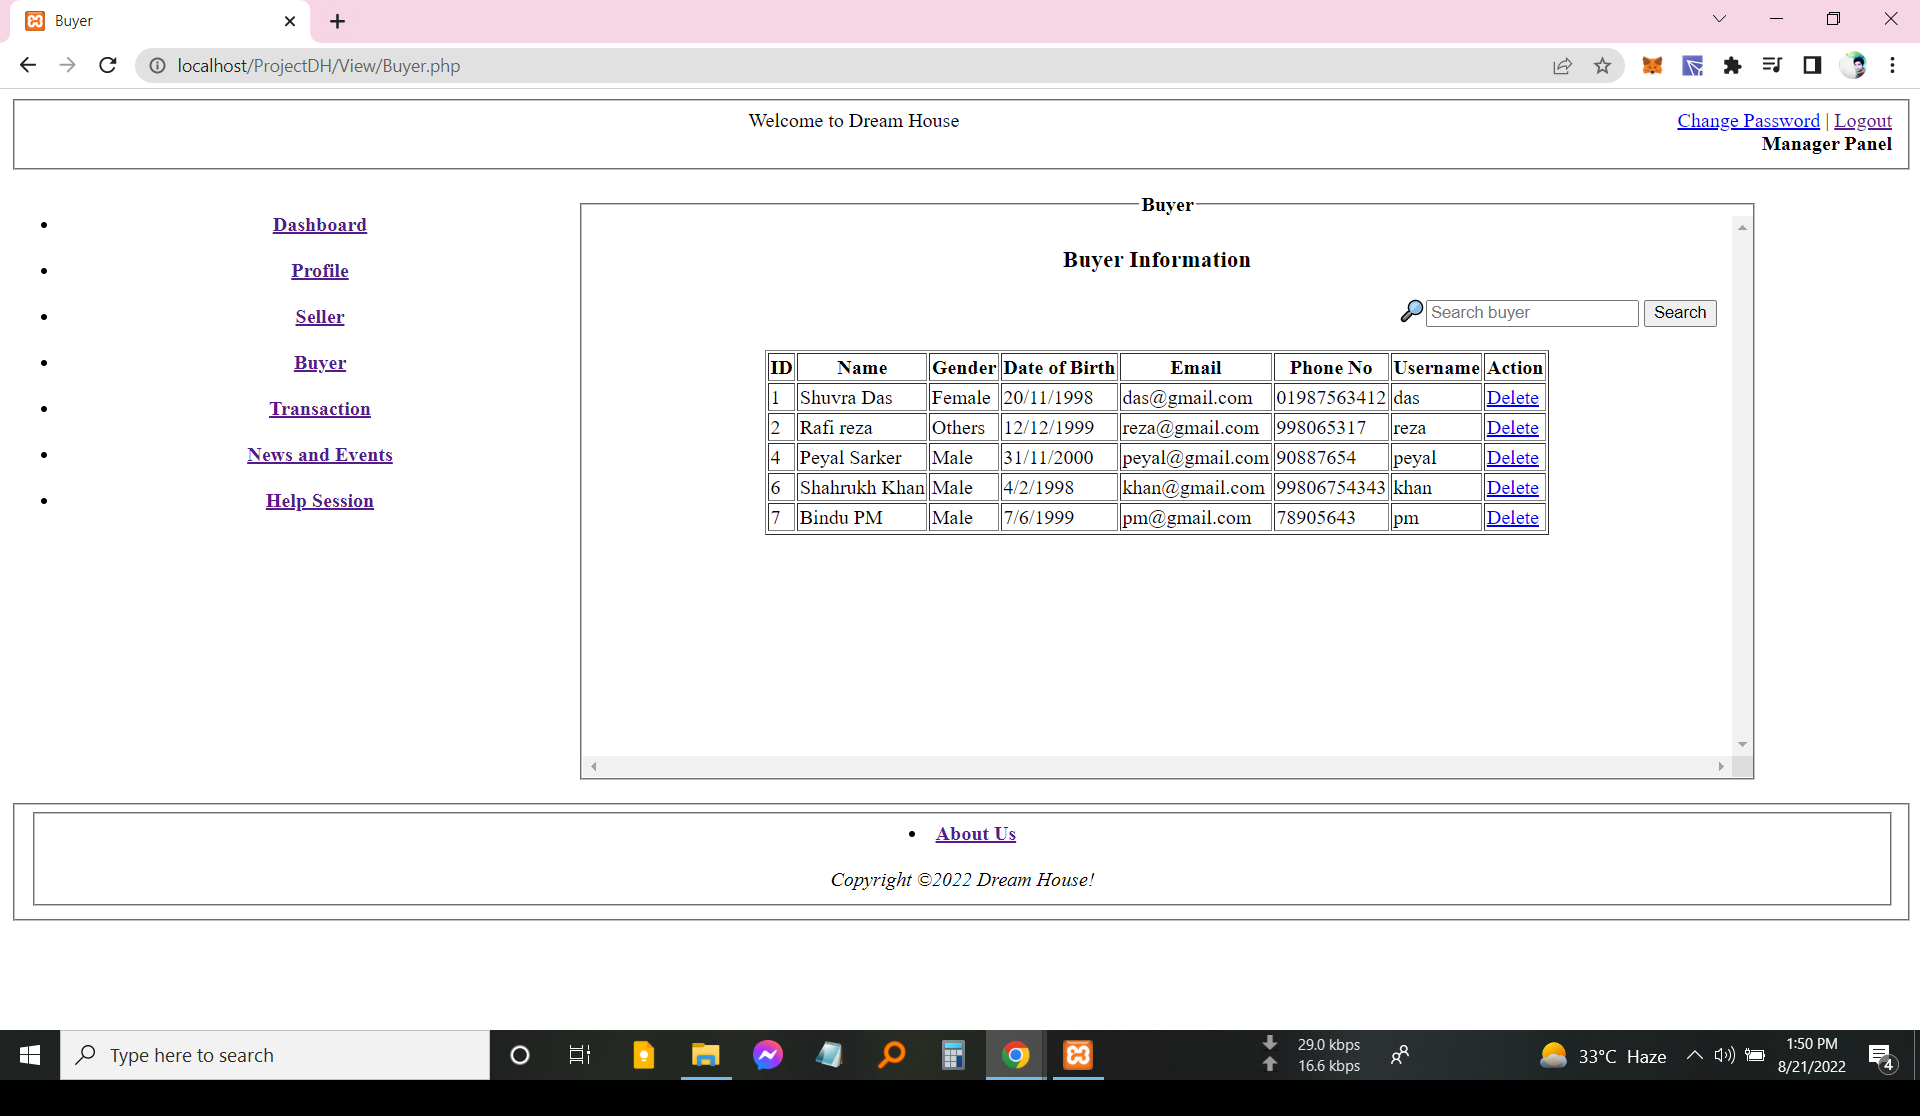 Buyer
localhost/ProjectDH/View/Buyer.php
Welcome to Dream House
Change Password | Logout
Manager Panel
Dashboard
Profile
Seller
Buyer
Transaction
News and Events
Help Session
Buyer
Buyer Information
Search buyer Search
ID Name Gender Date of Birth Email Phone No Username Action
1 Shuvra Das Female 20/11/1998 das@gmail.com 01987563412 das Delete
2 Rafi reza Others 12/12/1999 reza@gmail.com 998065317 reza Delete
4 Peyal Sarker Male 31/11/2000 peyal@gmail.com 90887654 peyal Delete
6 Shahrukh Khan Male 4/2/1998 khan@gmail.com 99806754343 khan Delete
7 Bindu PM Male 7/6/1999 pm@gmail.com 78905643 pm Delete
About Us
Copyright ©2022 Dream House!
Type here to search
29.0 kbps
16.6 kbps
33°C Haze
1:50 PM
8/21/2022
4